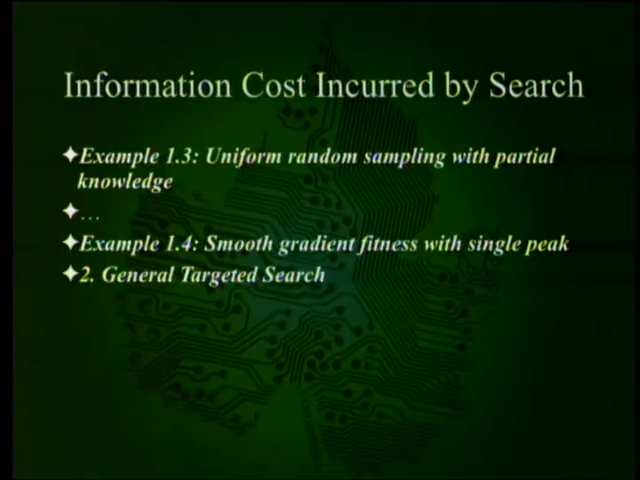 Information Cost Incurred by Search
✦Example 1.3: Uniform random sampling with partial
knowledge
✦…
✦Example 1.4: Smooth gradient fitness with single peak
✦2. General Targeted Search